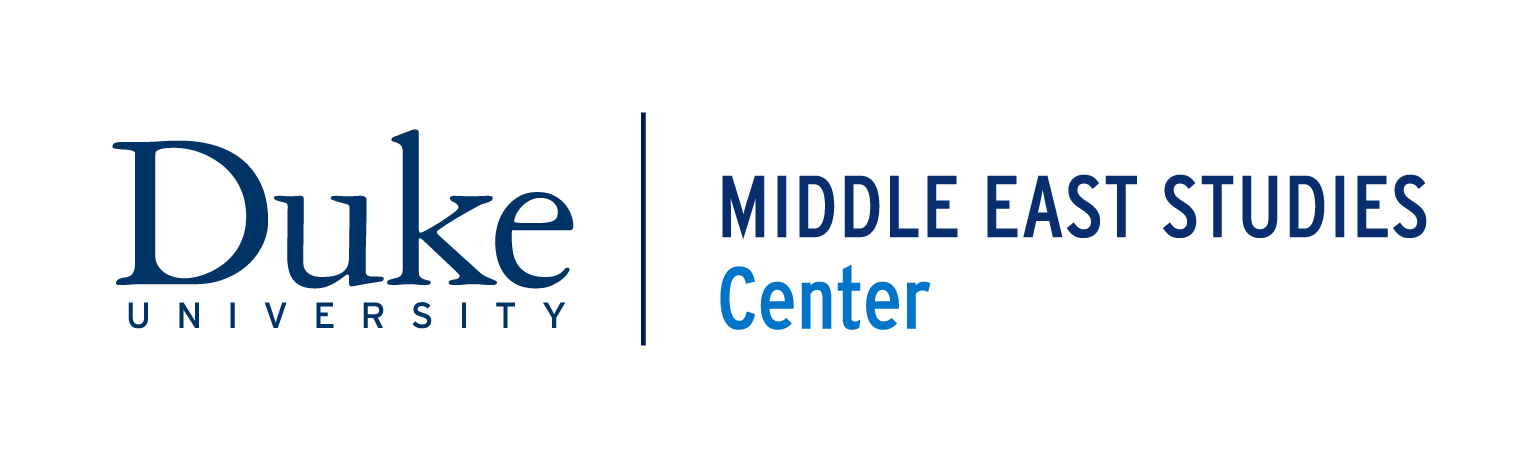 Duke
UNIVERSITY
MIDDLE EAST STUDIES
Center